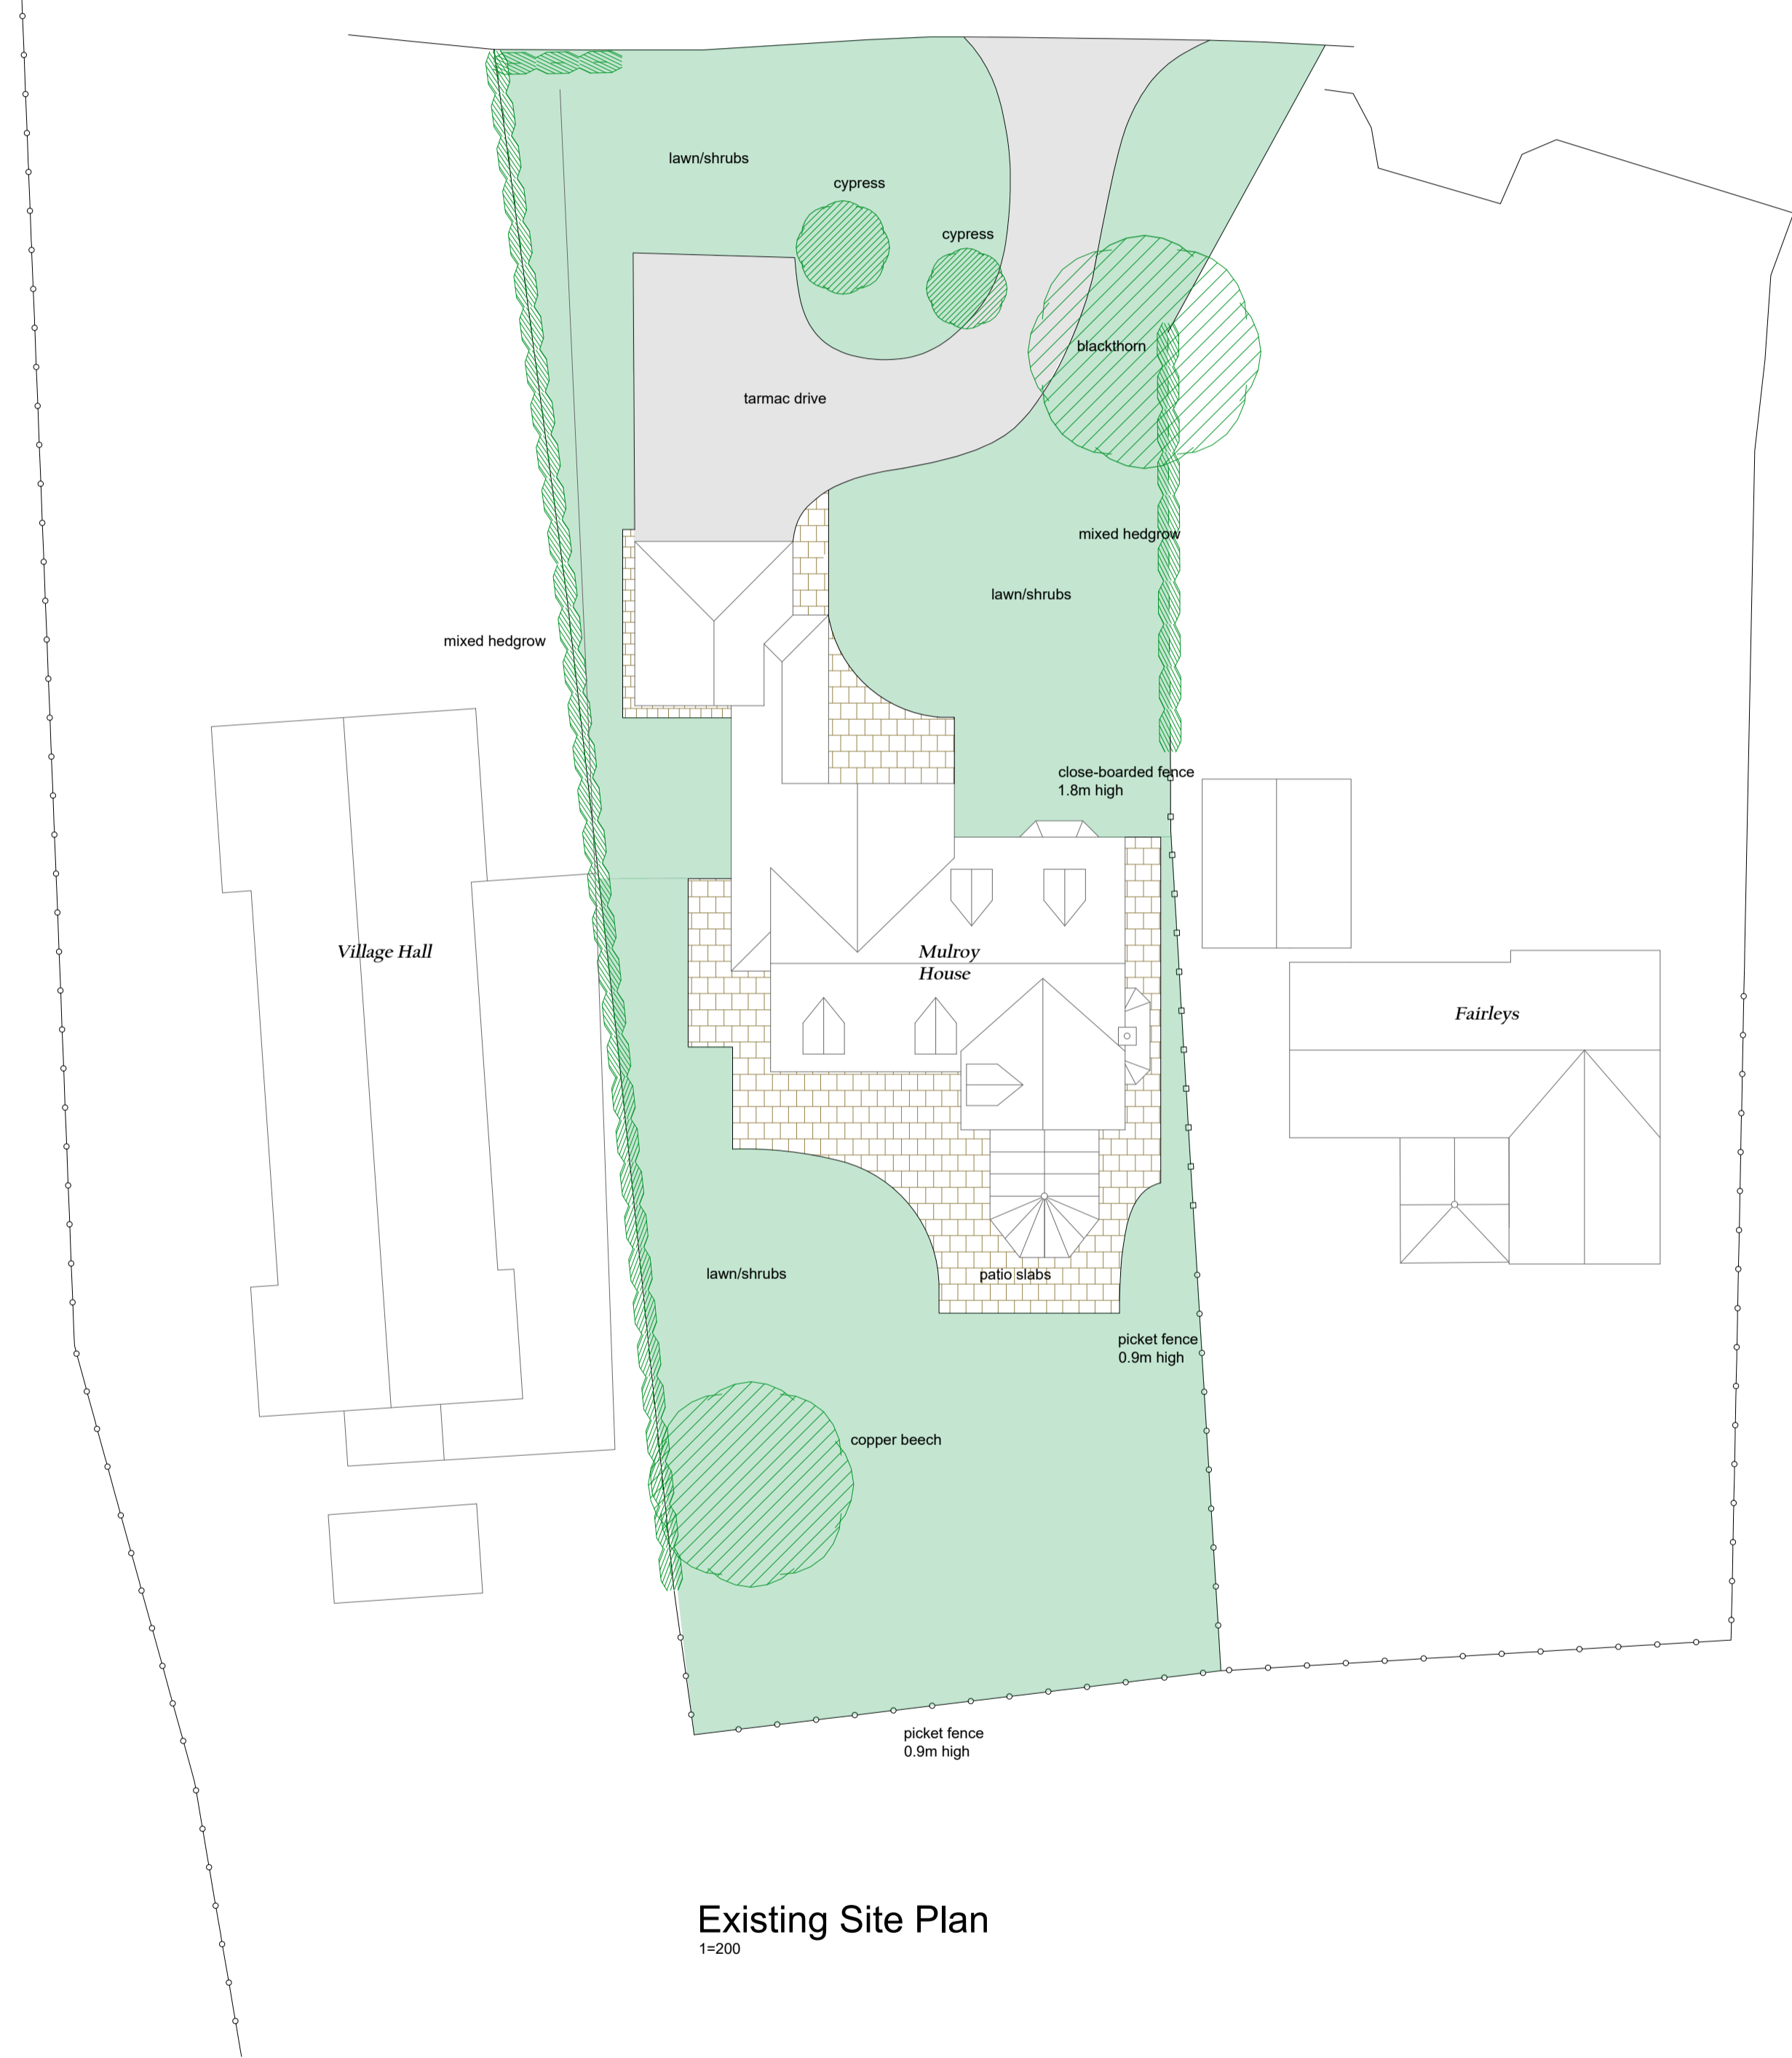 lawn/shrubs
cypress
cypress
blackthorn
tarmac drive
mixed hedgrow
lawn/shrubs
mixed hedgrow
close-boarded fence
1.8m high
Village Hall
Mulroy
House
Fairleys
lawn/shrubs
patio slabs
picket fence
0.9m high
copper beech
picket fence
0.9m high
Existing Site Plan
1=200